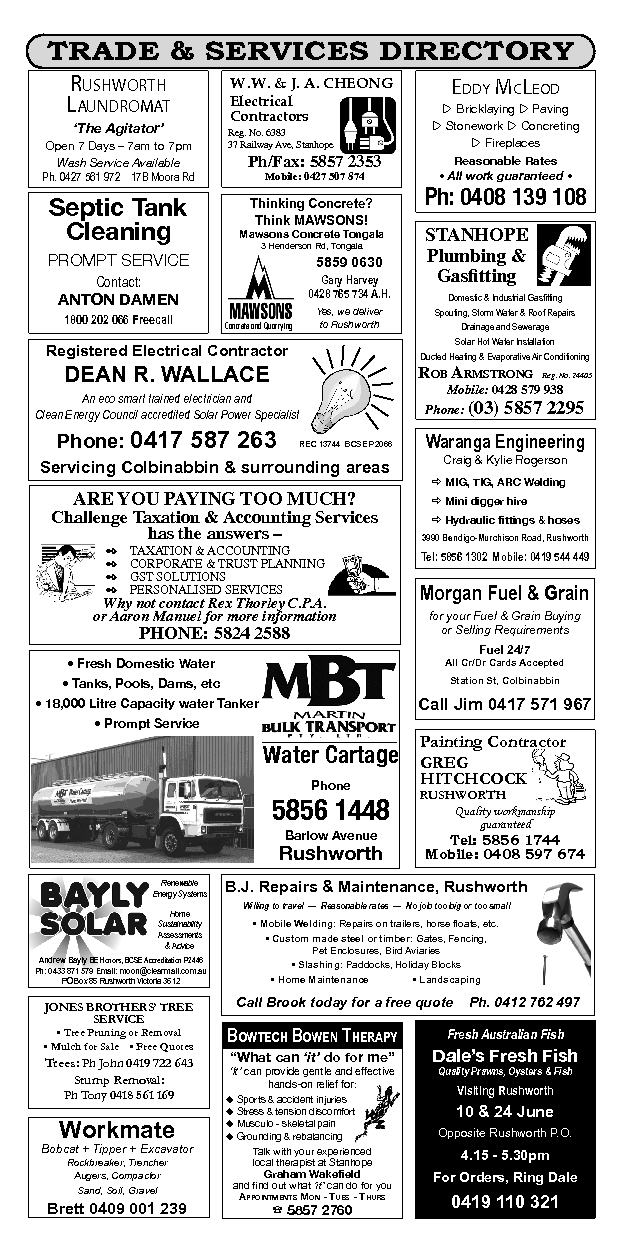 TRADE & SERVICES DIRECTORY
RUSHWORTH
LAUNDROMAT
'The Agitator'
Open 7 Days – 7am to 7pm
Wash Service Available
Ph. 0427 561 972 17B Moora Rd
W.W. & J. A. CHEONG
Electrical
Contractors
Reg. No. 6383
37 Railway Ave, Stanhope
Ph/Fax: 5857 2353
Mobile: 0427 507 874
EDDY MCLEOD
▷ Bricklaying ▷ Paving
▷ Stonework ▷ Concreting
▷ Fireplaces
Reasonable Rates
• All work guaranteed •
Ph: 0408 139 108
Septic Tank
Cleaning
PROMPT SERVICE
Contact:
ANTON DAMEN
1800 202 066 Freecall
Thinking Concrete?
Think MAWSONS!
Mawsons Concrete Tongala
3 Henderson Rd, Tongala
5859 0630
Gary Harvey
0428 765 734 A.H.
MAWSONS
Concrete and Quarrying
Yes, we deliver
to Rushworth
STANHOPE
Plumbing &
Gasfitting
Domestic & Industrial Gasfitting
Spouting, Storm Water & Roof Repairs
Drainage and Sewerage
Solar Hot Water Installation
Ducted Heating & Evaporative Air Conditioning
ROB ARMSTRONG Reg. No. 24405
Mobile: 0428 579 938
Phone: (03) 5857 2295
Registered Electrical Contractor
DEAN R. WALLACE
An eco smart trained electrician and
Clean Energy Council accredited Solar Power Specialist
Phone: 0417 587 263 REC 13744 BCSE P2066
Servicing Colbinabbin & surrounding areas
Waranga Engineering
Craig & Kylie Rogerson
⇨ MIG, TIG, ARC Welding
⇨ Mini digger hire
⇨ Hydraulic fittings & hoses
3990 Bendigo-Murchison Road, Rushworth
Tel: 5856 1302 Mobile: 0419 544 449
ARE YOU PAYING TOO MUCH?
Challenge Taxation & Accounting Services
has the answers –
TAXATION & ACCOUNTING
CORPORATE & TRUST PLANNING
GST SOLUTIONS
PERSONALISED SERVICES
Why not contact Rex Thorley C.P.A.
or Aaron Manuel for more information
PHONE: 5824 2588
Morgan Fuel & Grain
for your Fuel & Grain Buying
or Selling Requirements
Fuel 24/7
All Cr/Dr Cards Accepted
Station St, Colbinabbin
Call Jim 0417 571 967
• Fresh Domestic Water
• Tanks, Pools, Dams, etc
• 18,000 Litre Capacity water Tanker
• Prompt Service
MBT
MARTIN
BULK TRANSPORT
PTY. LTD.
Water Cartage
Phone
5856 1448
Barlow Avenue
Rushworth
Painting Contractor
GREG
HITCHCOCK
RUSHWORTH
Quality workmanship
guaranteed
Tel: 5856 1744
Mobile: 0408 597 674
BAYLY
SOLAR
Renewable
Energy Systems
Home
Sustainability
Assessments
& Advice
Andrew Bayly BE Honors, BCSE Accreditation P2446
Ph: 0433 871 579 Email: moon@clearmail.com.au
PO Box 85 Rushworth Victoria 3612
B.J. Repairs & Maintenance, Rushworth
Willing to travel — Reasonable rates — No job too big or too small
• Mobile Welding: Repairs on trailers, horse floats, etc.
• Custom made steel or timber: Gates, Fencing,
Pet Enclosures, Bird Aviaries
• Slashing: Paddocks, Holiday Blocks
• Home Maintenance • Landscaping
Call Brook today for a free quote Ph. 0412 762 497
JONES BROTHERS' TREE
SERVICE
• Tree Pruning or Removal
• Mulch for Sale • Free Quotes
Trees: Ph John 0419 722 643
Stump Removal:
Ph Tony 0418 561 169
BOWTECH BOWEN THERAPY
"What can 'it' do for me"
'it' can provide gentle and effective
hands-on relief for:
◆ Sports & accident injuries
◆ Stress & tension discomfort
◆ Musculo - skeletal pain
◆ Grounding & rebalancing
Talk with your experienced
local therapist at Stanhope
Graham Wakefield
and find out what 'it' can do for you
APPOINTMENTS MON - TUES - THURS
☎ 5857 2760
Fresh Australian Fish
Dale's Fresh Fish
Quality Prawns, Oysters & Fish
Visiting Rushworth
10 & 24 June
Opposite Rushworth P.O.
4.15 - 5.30pm
For Orders, Ring Dale
0419 110 321
Workmate
Bobcat + Tipper + Excavator
Rockbreaker, Trencher
Augers, Compactor
Sand, Soil, Gravel
Brett 0409 001 239